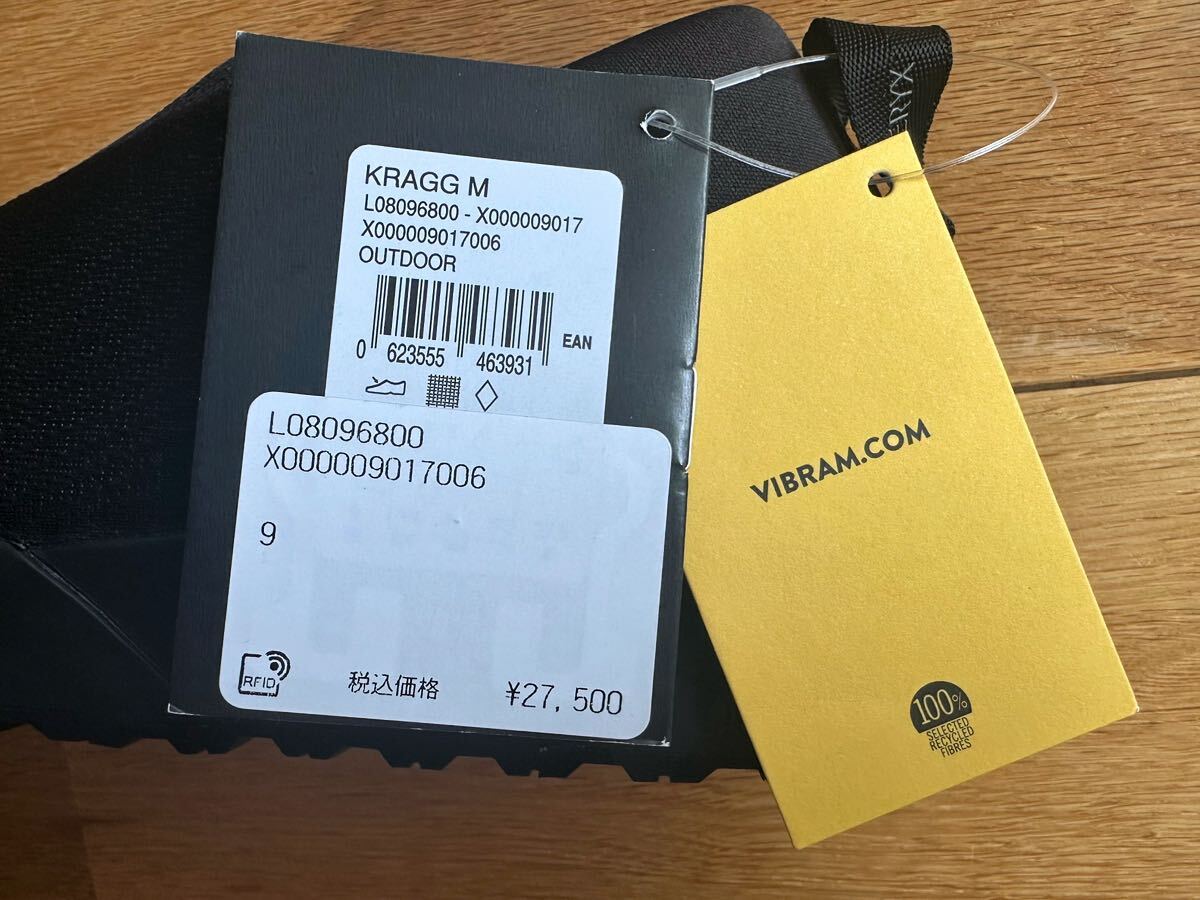 KRAGG M
L08096800 - X000009017
X000009017006
OUTDOOR
0 623555 463931
EAN
L08096800
X000009017006
9
RFID
税込価格 ¥27, 500
ERYX
VIBRAM.COM
100%
SELECTED
RECYCLED
FIBRES